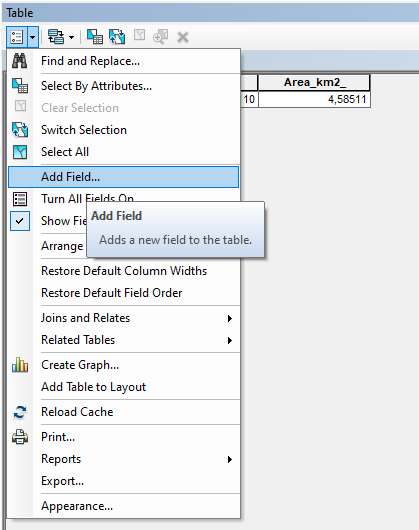 Table
Find and Replace...
Select By Attributes...
Area_km2_
Clear Selection
10
4,58511
Switch Selection
Select All
Add Field...
Turn All Fields On
Add Field
Show Fie
Adds a new field to the table.
Arrange
Restore Default Column Widths
Restore Default Field Order
Joins and Relates
Related Tables
Create Graph...
Add Table to Layout
Reload Cache
Print...
Reports
Export...
Appearance...